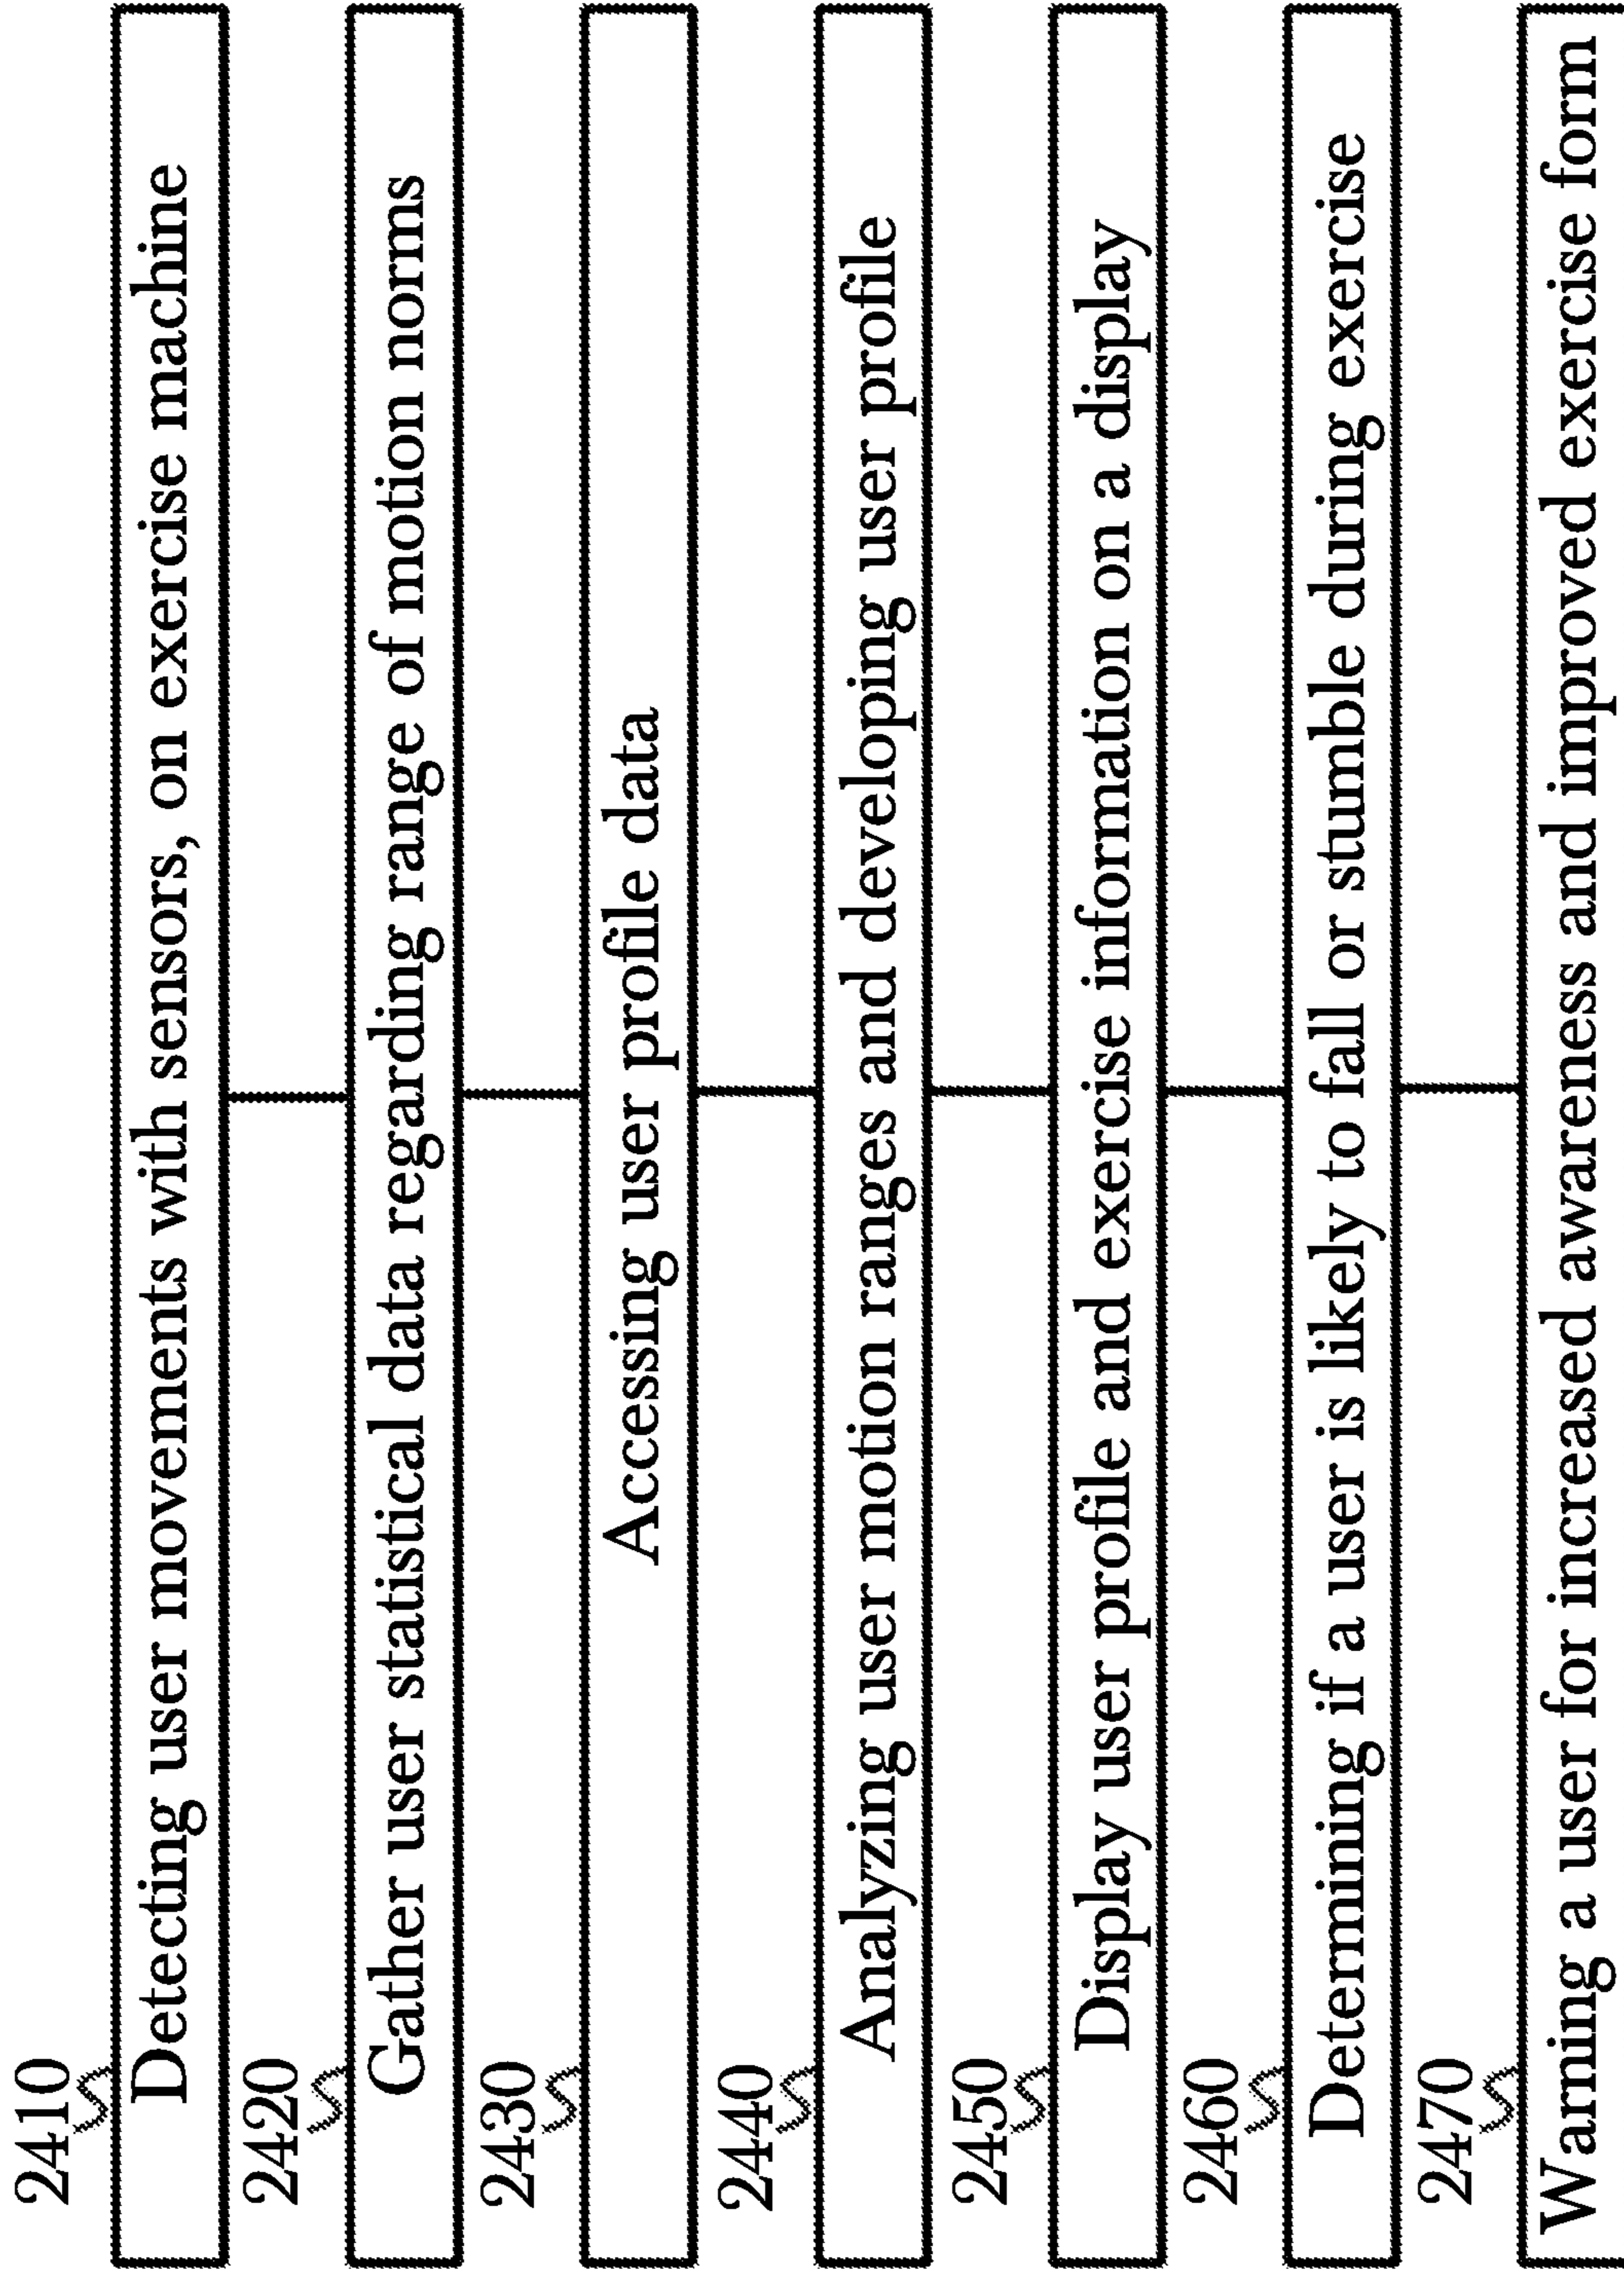 2410
Detecting user movements with sensors, on exercise machine
2420
Gather user statistical data regarding range of motion norms
2430
Accessing user profile data
2440
Analyzing user motion ranges and developing user profile
2450
Display user profile and exercise information on a display
2460
Determining if a user is likely to fall or stumble during exercise
2470
Warning a user for increased awareness and improved exercise form